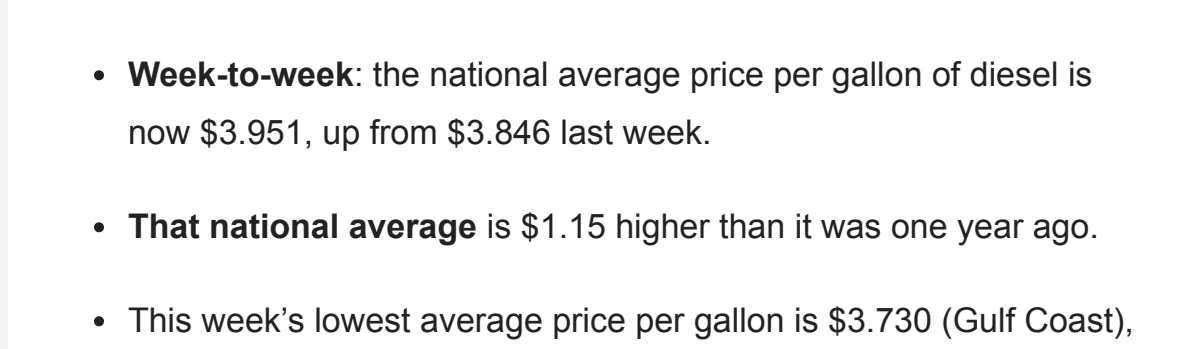 • Week-to-week: the national average price per gallon of diesel is
now $3.951, up from $3.846 last week.
• That national average is $1.15 higher than it was one year ago.
• This week’s lowest average price per gallon is $3.730 (Gulf Coast),